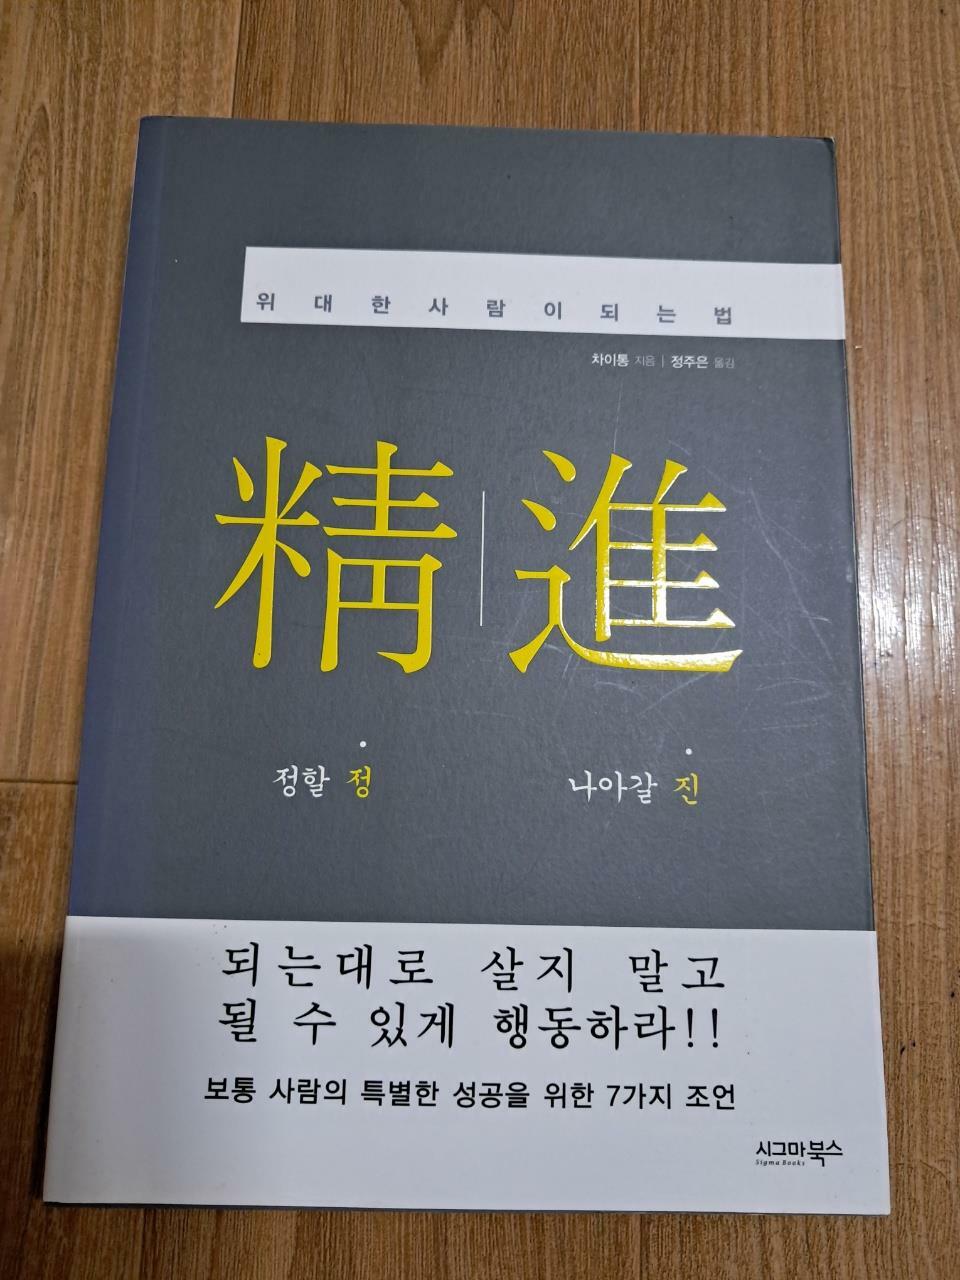 위대한사람이되는법
차이통 지음 | 정주은 옮김
精 | 進
정할 정 나아갈 진
되는대로 살지 말고
될 수 있게 행동하라!!
보통 사람의 특별한 성공을 위한 7가지 조언
시그마북스
Sigma Books